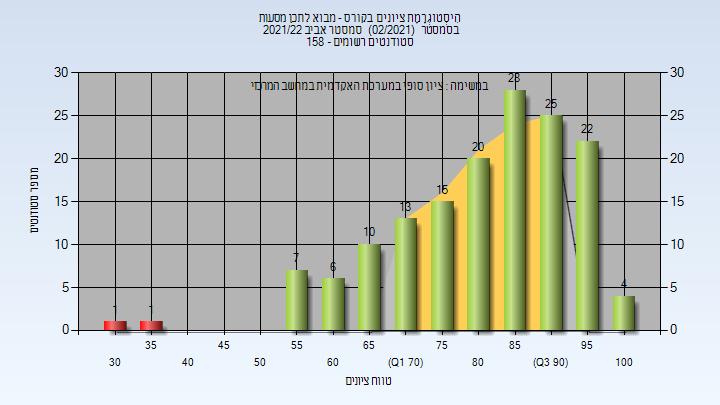 הִיסְטוֹגְרָמַת ציונים בקורס - מבוא לתכן מסעות
בסמסטר (02/2021) סמסטר אביב 2021/22
סטודנטים רשומים - 158
במשימה : ציון סופי במערכת האקדמית במחשב המרכזי
30 30
25 25
20 20
15 15
10 10
5 5
0 0
מספר סטודנטים
1 1 7 6 10 13 15 20 28 25 22 4
35 45 55 65 75 85 95
30 40 50 60 (Q1 70) 80 (Q3 90) 100
טווח ציונים